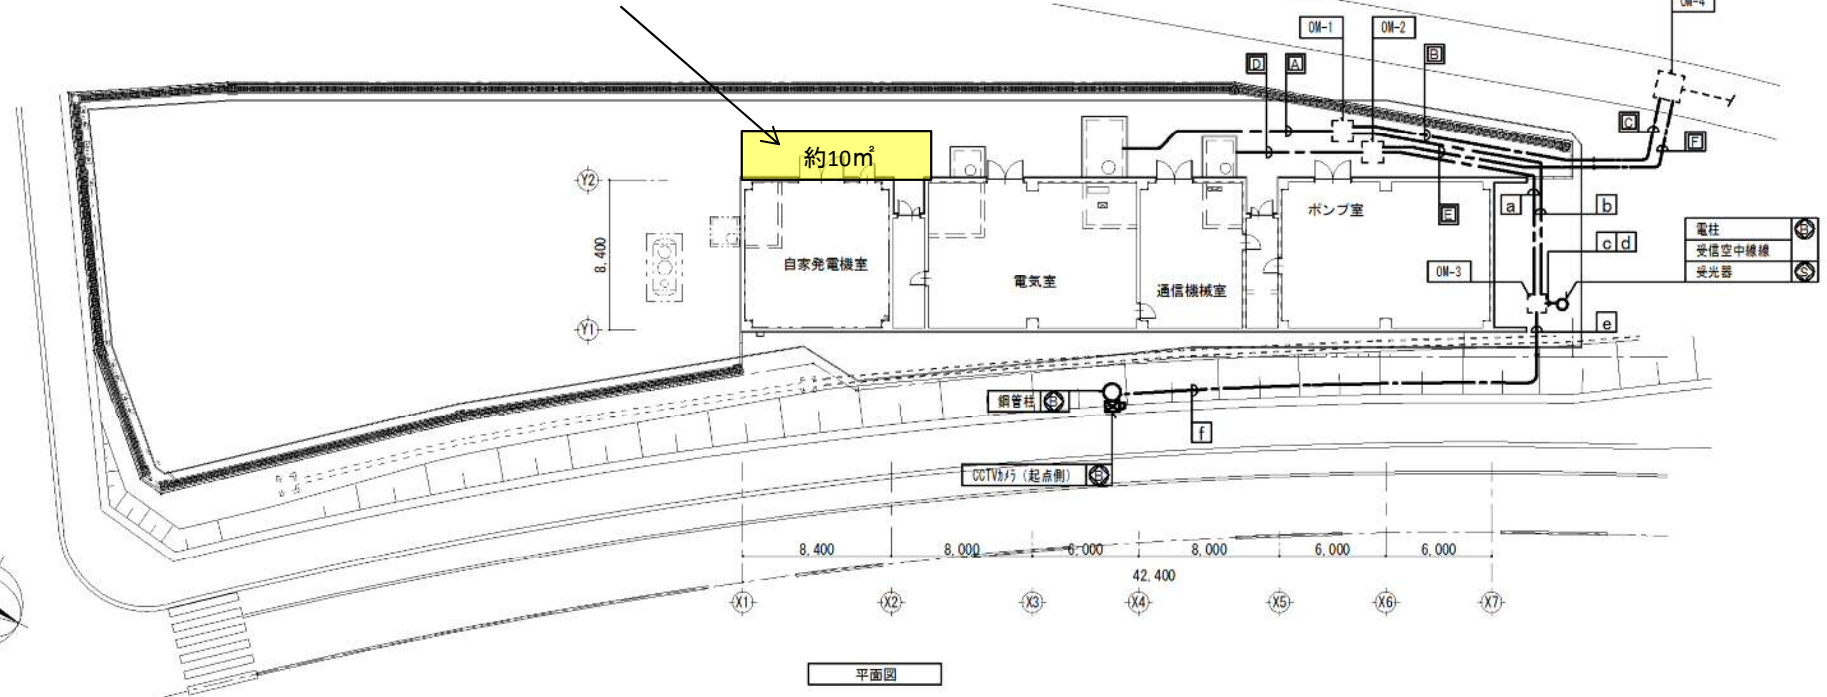 OM-4
OM-1
OM-2
B
D
A
C
F
約10㎡
Y2
a
E
b
ポンプ室
電柱
B
受信空中線線
受光器
S
c
d
8,400
自家発電機室
電気室
通信機械室
OM-3
Y1
e
鋼管柱
B
f
CCTVカメラ (起点側)
B
8,400
8,000
6,000
8,000
6,000
6,000
42,400
X1
X2
X3
X4
X5
X6
X7
平面図